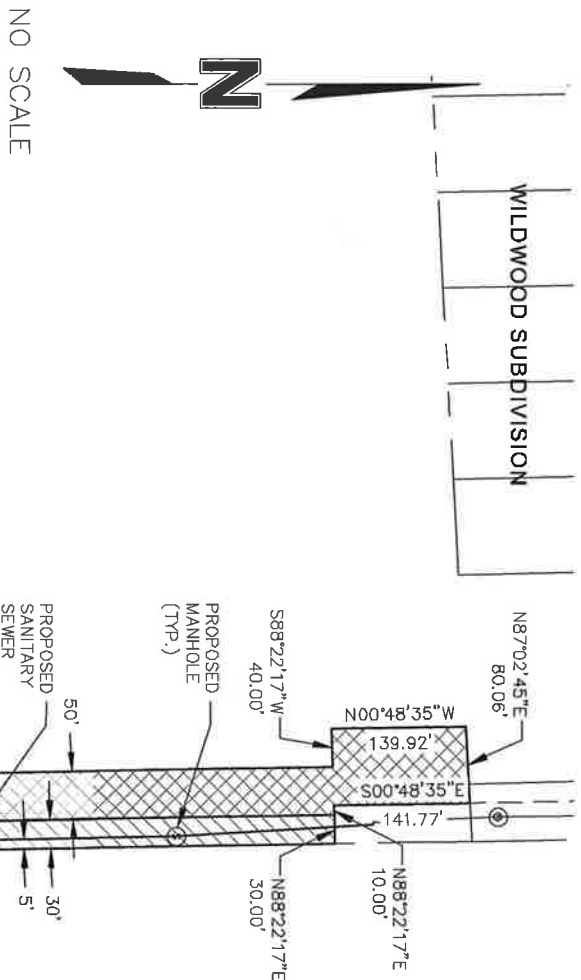 NO SCALE
N
WILDWOOD SUBDIVISION
N87°02'45"E
80.06'
N00°48'35"W
139.92'
S88°22'17"W
40.00'
S00°48'35"E
141.77'
PROPOSED
MANHOLE
(TYP.)
S
N88°22'17"E
10.00'
N88°22'17"E
30.00'
50'
PROPOSED
SANITARY
SEWER
30'
5'